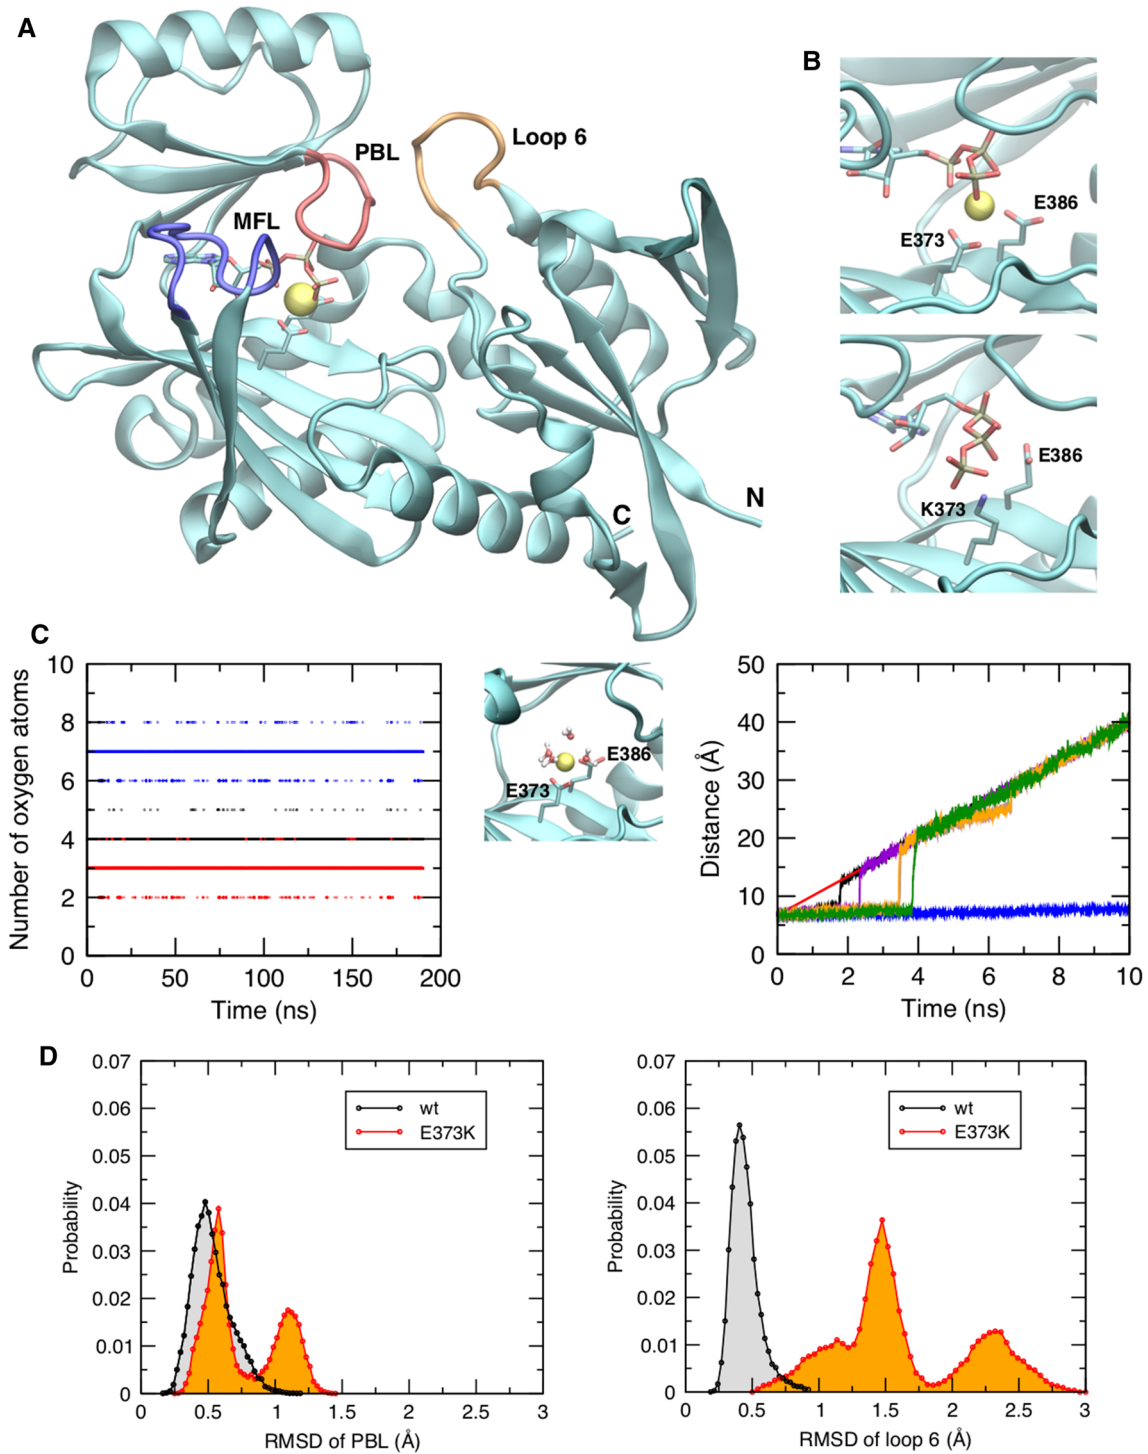 A
PBL
Loop 6
MFL
N
C
B
E386
E373
E386
K373
C
10
8
6
4
2
0
Number of oxygen atoms
0 50 100 150 200
Time (ns)
E386
E373
50
40
30
20
10
0
Distance (Å)
0 2 4 6 8 10
Time (ns)
D
0.07
0.06
0.05
0.04
0.03
0.02
0.01
0
Probability
wt
E373K
0 0.5 1 1.5 2 2.5 3
RMSD of PBL (Å)
0.07
0.06
0.05
0.04
0.03
0.02
0.01
0
Probability
wt
E373K
0 0.5 1 1.5 2 2.5 3
RMSD of loop 6 (Å)